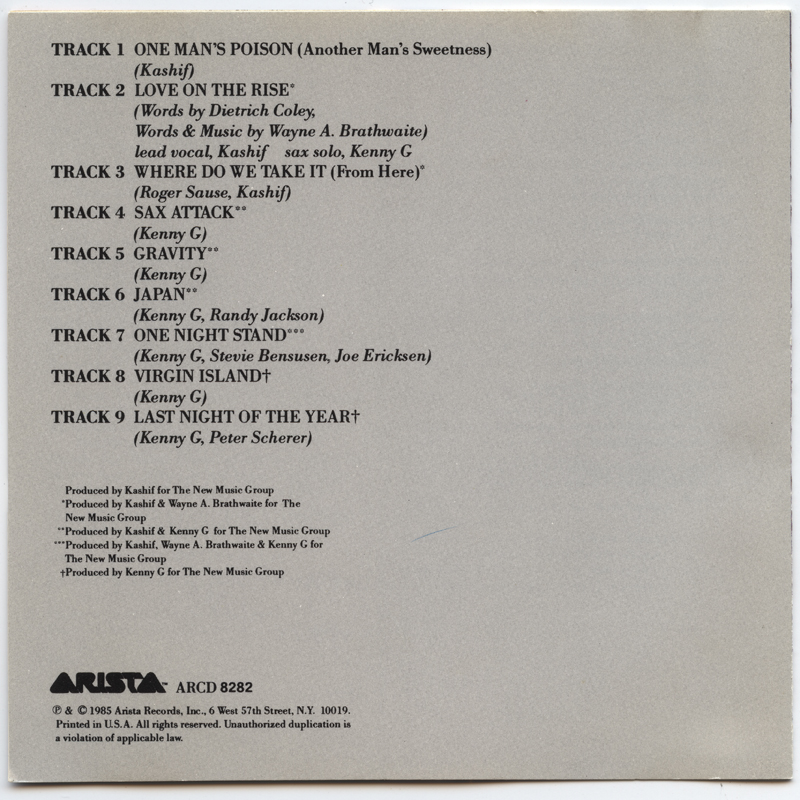 TRACK 1 ONE MAN'S POISON (Another Man's Sweetness)
(Kashif)
TRACK 2 LOVE ON THE RISE*
(Words by Dietrich Coley,
Words & Music by Wayne A. Brathwaite)
lead vocal, Kashif sax solo, Kenny G
TRACK 3 WHERE DO WE TAKE IT (From Here)*
(Roger Sause, Kashif)
TRACK 4 SAX ATTACK**
(Kenny G)
TRACK 5 GRAVITY**
(Kenny G)
TRACK 6 JAPAN**
(Kenny G, Randy Jackson)
TRACK 7 ONE NIGHT STAND***
(Kenny G, Stevie Bensusen, Joe Ericksen)
TRACK 8 VIRGIN ISLAND†
(Kenny G)
TRACK 9 LAST NIGHT OF THE YEAR†
(Kenny G, Peter Scherer)
Produced by Kashif for The New Music Group
*Produced by Kashif & Wayne A. Brathwaite for The
New Music Group
**Produced by Kashif & Kenny G for The New Music Group
***Produced by Kashif, Wayne A. Brathwaite & Kenny G for
The New Music Group
†Produced by Kenny G for The New Music Group
ARISTA™ ARCD 8282
℗ & © 1985 Arista Records, Inc., 6 West 57th Street, N.Y. 10019.
Printed in U.S.A. All rights reserved. Unauthorized duplication is
a violation of applicable law.